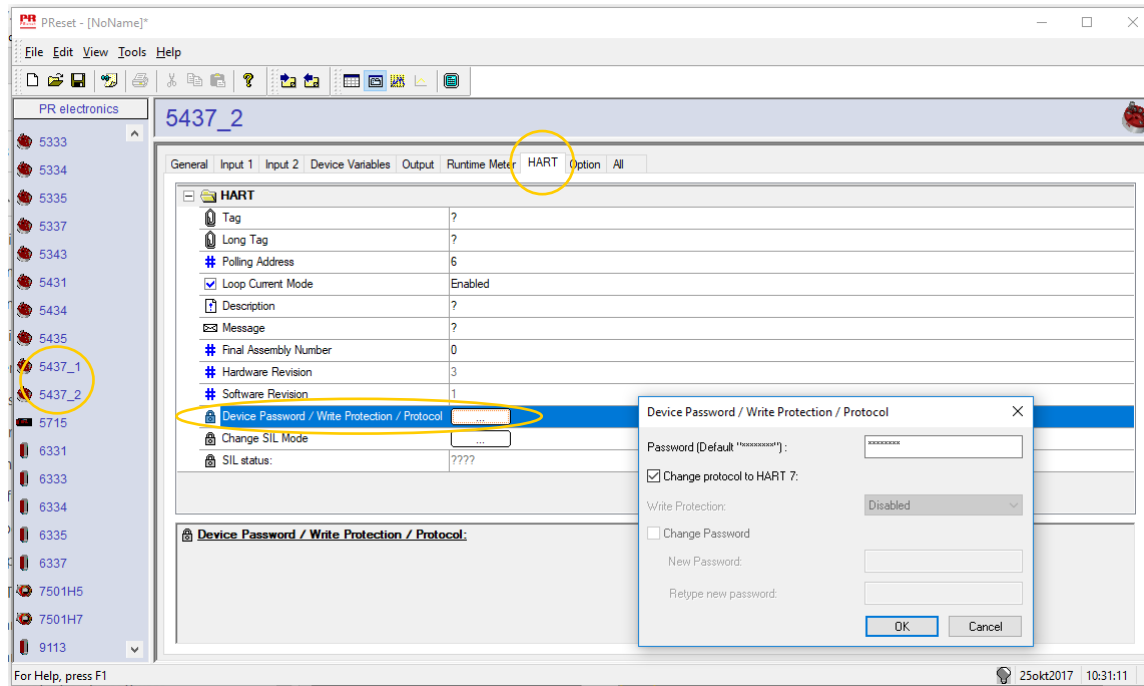 PR PReset - [NoName]*
File Edit View Tools Help
PR electronics
5333
5334
5335
5337
5343
5431
5434
5435
5437_1
5437_2
5715
6331
6333
6334
6335
6337
7501H5
7501H7
9113
5437_2
General Input 1 Input 2 Device Variables Output Runtime Meter HART Option All
HART
Tag ?
Long Tag ?
# Polling Address 6
Loop Current Mode Enabled
Description ?
Message ?
# Final Assembly Number 0
# Hardware Revision 3
# Software Revision 1
Device Password / Write Protection / Protocol ...
Change SIL Mode ...
SIL status: ????
Device Password / Write Protection / Protocol:
Device Password / Write Protection / Protocol
Password (Default "********") : ********
Change protocol to HART 7:
Write Protection: Disabled
Change Password
New Password:
Retype new password:
OK Cancel
For Help, press F1 25okt2017 10:31:11